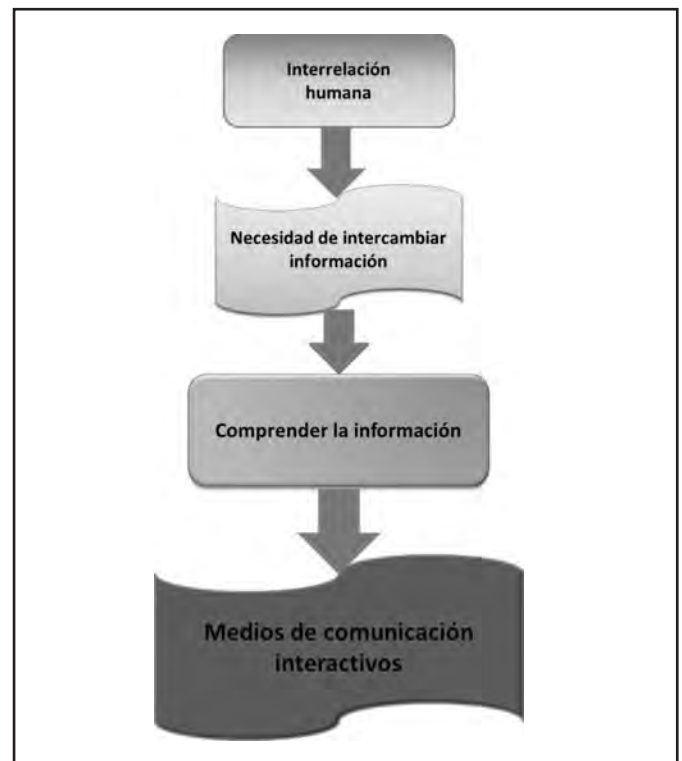 Interrelación
humana
Necesidad de intercambiar
información
Comprender la información
Medios de comunicación
interactivos